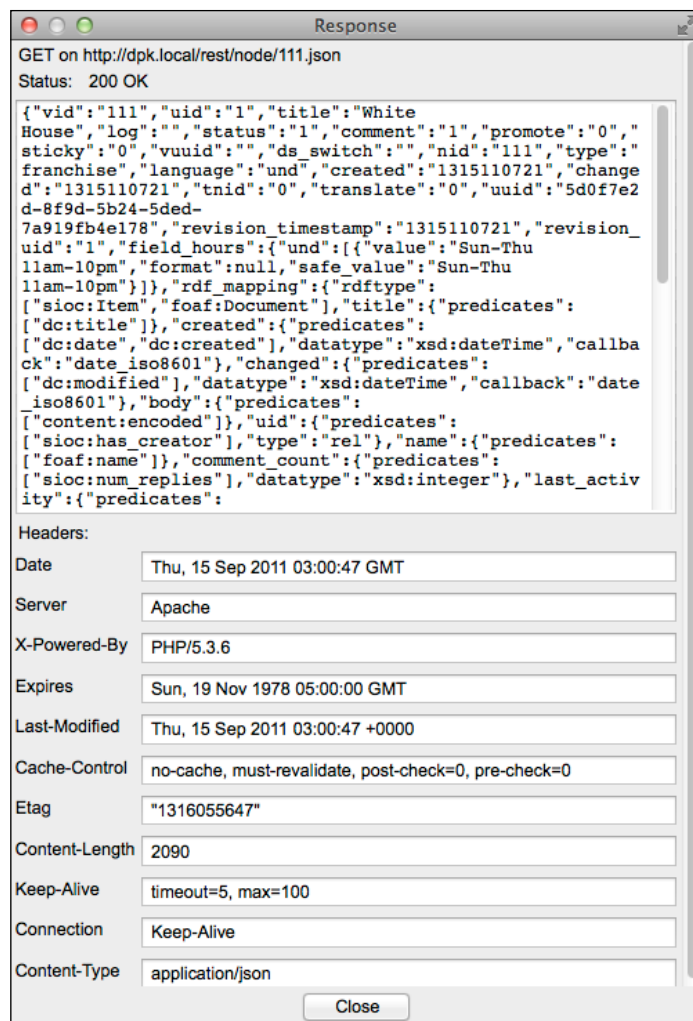 Response
GET on http://dpk.local/rest/node/111.json
Status: 200 OK
{"vid":"111","uid":"1","title":"White
House","log":"","status":"1","comment":"1","promote":"0","
sticky":"0","vuuid":"","ds_switch":"","nid":"111","type":"
franchise","language":"und","created":"1315110721","change
d":"1315110721","tnid":"0","translate":"0","uuid":"5d0f7e2
d-8f9d-5b24-5ded-
7a919fb4e178","revision_timestamp":"1315110721","revision_
uid":"1","field_hours":{"und":[{"value":"Sun-Thu
11am-10pm","format":null,"safe_value":"Sun-Thu
11am-10pm"}]},"rdf_mapping":{"rdftype":
["sioc:Item","foaf:Document"],"title":{"predicates":
["dc:title"]},"created":{"predicates":
["dc:date","dc:created"],"datatype":"xsd:dateTime","callba
ck":"date_iso8601"},"changed":{"predicates":
["dc:modified"],"datatype":"xsd:dateTime","callback":"date
_iso8601"},"body":{"predicates":
["content:encoded"]},"uid":{"predicates":
["sioc:has_creator"],"type":"rel"},"name":{"predicates":
["foaf:name"]},"comment_count":{"predicates":
["sioc:num_replies"],"datatype":"xsd:integer"},"last_activ
ity":{"predicates":
Headers:
Date Thu, 15 Sep 2011 03:00:47 GMT
Server Apache
X-Powered-By PHP/5.3.6
Expires Sun, 19 Nov 1978 05:00:00 GMT
Last-Modified Thu, 15 Sep 2011 03:00:47 +0000
Cache-Control no-cache, must-revalidate, post-check=0, pre-check=0
Etag "1316055647"
Content-Length 2090
Keep-Alive timeout=5, max=100
Connection Keep-Alive
Content-Type application/json
Close